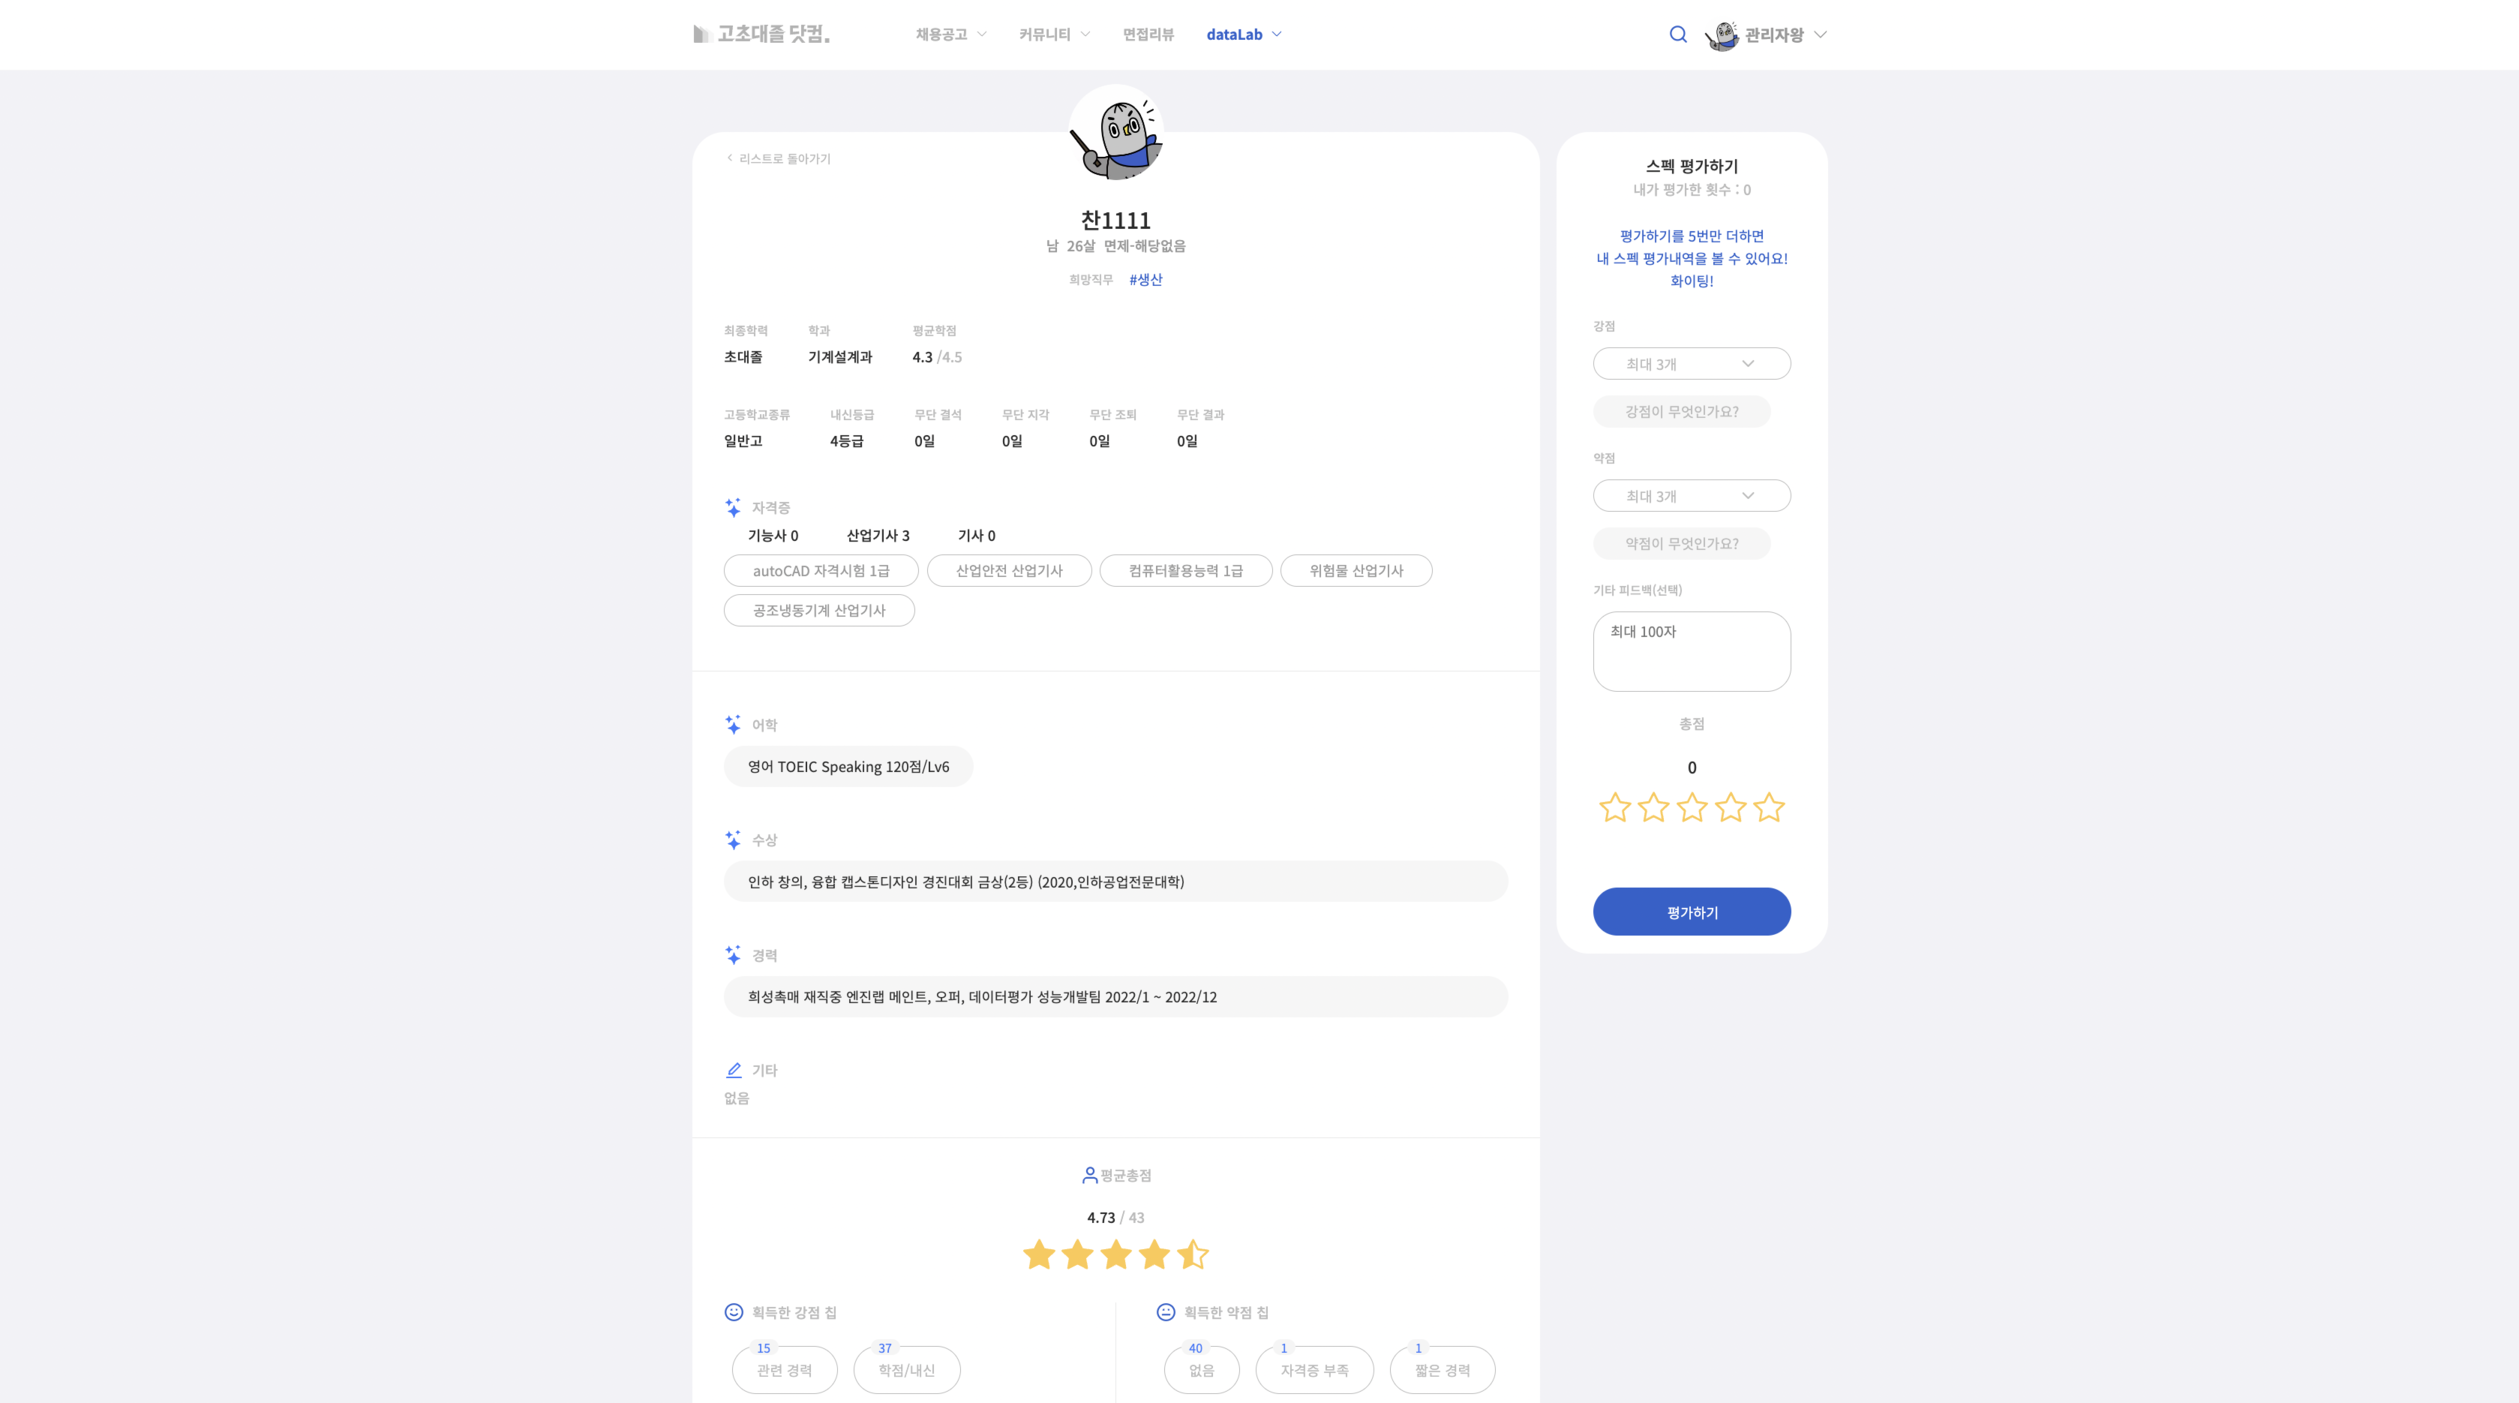 고초대졸 닷컴.
채용공고
커뮤니티
면접리뷰
dataLab
관리자왕
리스트로 돌아가기
찬1111
남 26살 면제-해당없음
희망직무 #생산
최종학력 학과 평균학점
초대졸 기계설계과 4.3 /4.5
고등학교종류 내신등급 무단 결석 무단 지각 무단 조퇴 무단 결과
일반고 4등급 0일 0일 0일 0일
자격증
기능사 0 산업기사 3 기사 0
autoCAD 자격시험 1급 산업안전 산업기사 컴퓨터활용능력 1급 위험물 산업기사
공조냉동기계 산업기사
어학
영어 TOEIC Speaking 120점/Lv6
수상
인하 창의, 융합 캡스톤디자인 경진대회 금상(2등) (2020,인하공업전문대학)
경력
희성촉매 재직중 엔진랩 메인트, 오퍼, 데이터평가 성능개발팀 2022/1 ~ 2022/12
기타
없음
평균총점
4.73 / 43
획득한 강점 칩
15 37
관련 경력 학점/내신
획득한 약점 칩
40 1 1
없음 자격증 부족 짧은 경력
스펙 평가하기
내가 평가한 횟수 : 0
평가하기를 5번만 더하면
내 스펙 평가내역을 볼 수 있어요!
화이팅!
강점
최대 3개
강점이 무엇인가요?
약점
최대 3개
약점이 무엇인가요?
기타 피드백(선택)
최대 100자
총점
0
평가하기